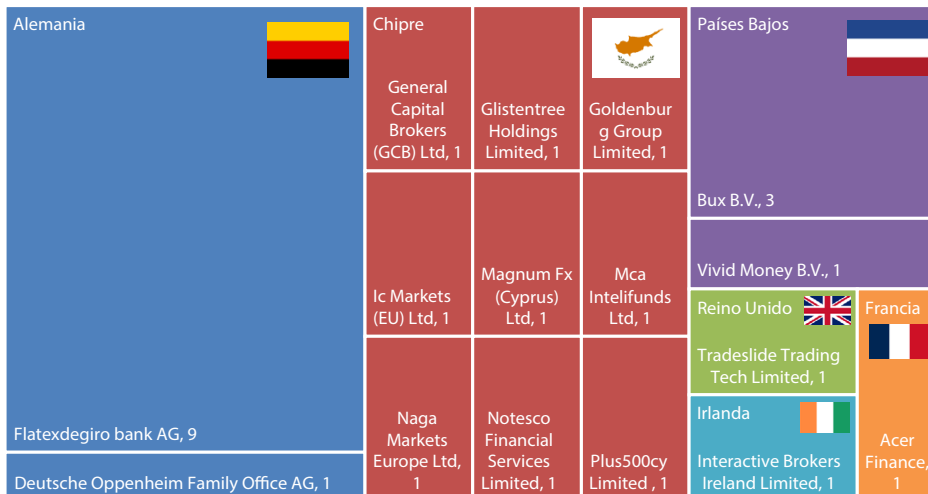 Alemania
Flatexdegiro bank AG, 9
Deutsche Oppenheim Family Office AG, 1
Chipre
General
Capital
Brokers
(GCB) Ltd, 1
Glistentree
Holdings
Limited, 1
Goldenbur
g Group
Limited, 1
Ic Markets
(EU) Ltd, 1
Magnum Fx
(Cyprus)
Ltd, 1
Mca
Intelifunds
Ltd, 1
Naga
Markets
Europe Ltd,
1
Notesco
Financial
Services
Limited, 1
Plus500cy
Limited , 1
Países Bajos
Bux B.V., 3
Vivid Money B.V., 1
Reino Unido
Tradeslide Trading
Tech Limited, 1
Irlanda
Interactive Brokers
Ireland Limited, 1
Francia
Acer
Finance,
1